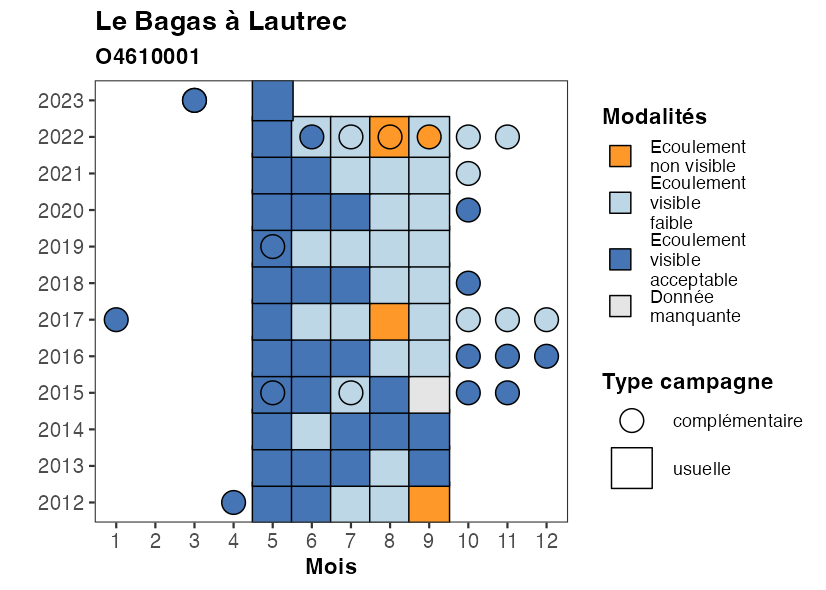 Le Bagas à Lautrec
O4610001
2023
2022
2021
2020
2019
2018
2017
2016
2015
2014
2013
2012
1 2 3 4 5 6 7 8 9 10 11 12
Mois
Modalités
Ecoulement
non visible
Ecoulement
visible
faible
Ecoulement
visible
acceptable
Donnée
manquante
Type campagne
complémentaire
usuelle